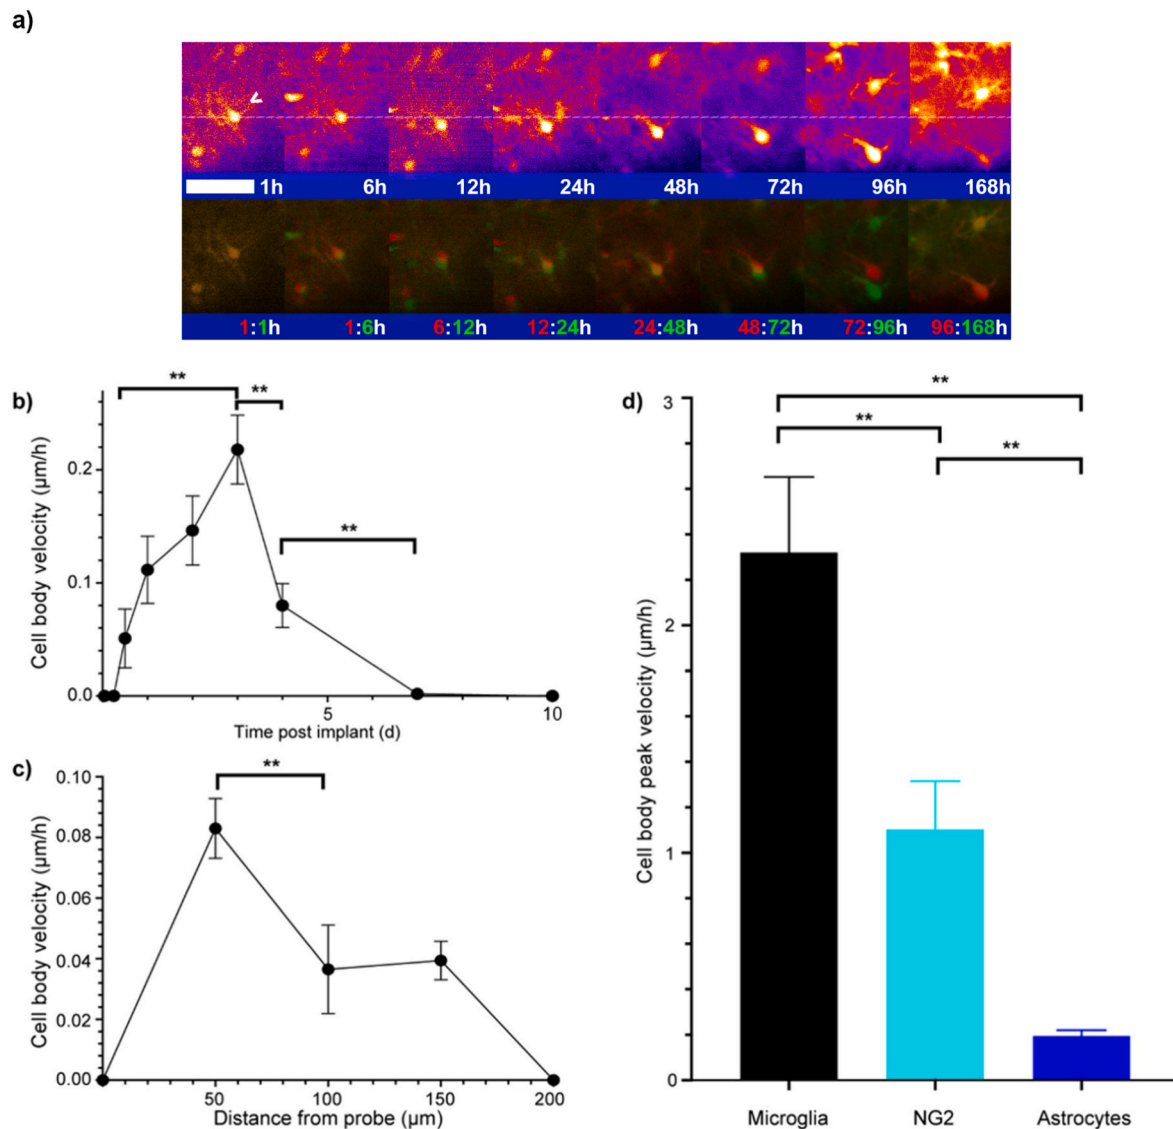 a)
1h 6h 12h 24h 48h 72h 96h 168h
1:1h 1:6h 6:12h 12:24h 24:48h 48:72h 72:96h 96:168h
b)
Cell body velocity (µm/h)
0.2
0.1
0.0
** ** **
5 10
Time post implant (d)
c)
Cell body velocity (µm/h)
0.10
0.08
0.06
0.04
0.02
0.00
**
50 100 150 200
Distance from probe (µm)
d)
Cell body peak velocity (µm/h)
3
2
1
0
**
**
**
Microglia NG2 Astrocytes